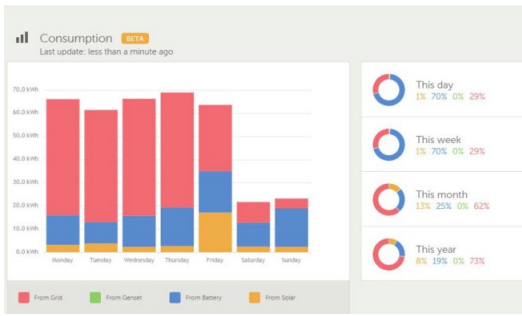 Consumption BETA
Last update: less than a minute ago
70.0 kWh
60.0 kWh
50.0 kWh
40.0 kWh
30.0 kWh
20.0 kWh
10.0 kWh
0.0 kWh
Monday Tuesday Wednesday Thursday Friday Saturday Sunday
From Grid From Genset From Battery From Solar
This day
1% 70% 0% 29%
This week
1% 70% 0% 29%
This month
13% 25% 0% 62%
This year
8% 19% 0% 73%